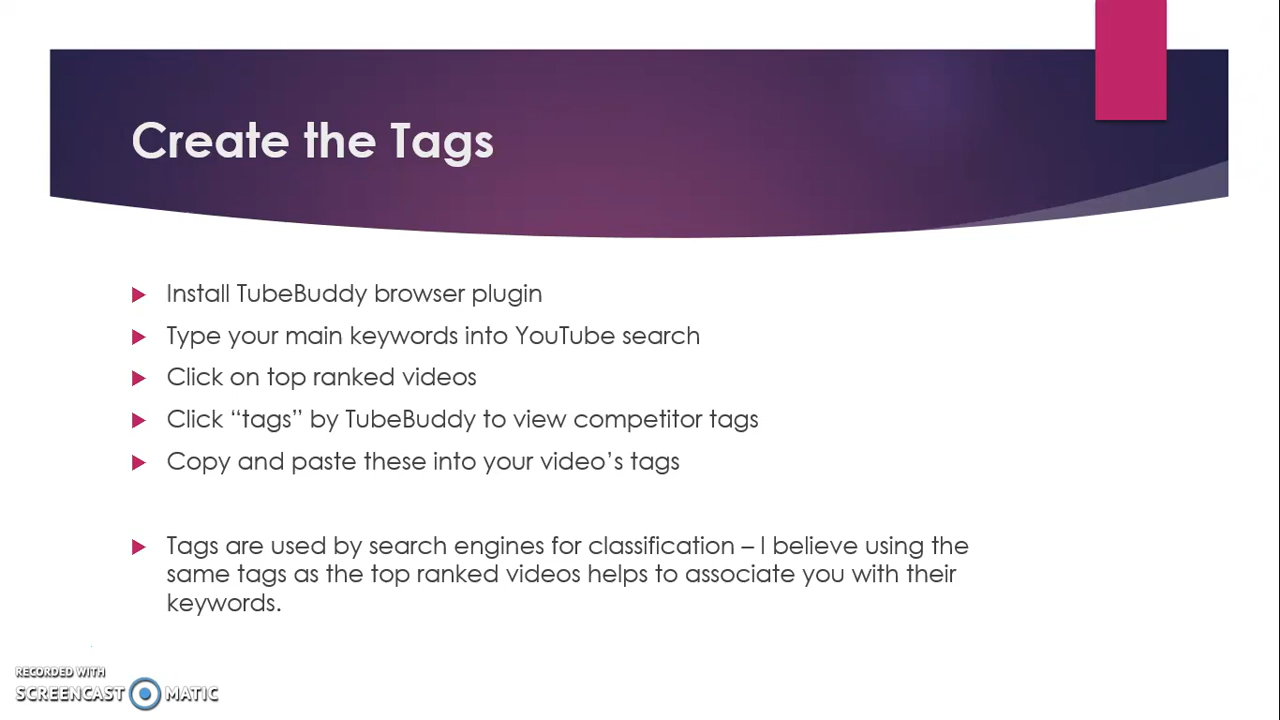 Create the Tags
Install TubeBuddy browser plugin
Type your main keywords into YouTube search
Click on top ranked videos
Click “tags” by TubeBuddy to view competitor tags
Copy and paste these into your video’s tags
Tags are used by search engines for classification – I believe using the
same tags as the top ranked videos helps to associate you with their
keywords.
RECORDED WITH
SCREENCAST MATIC